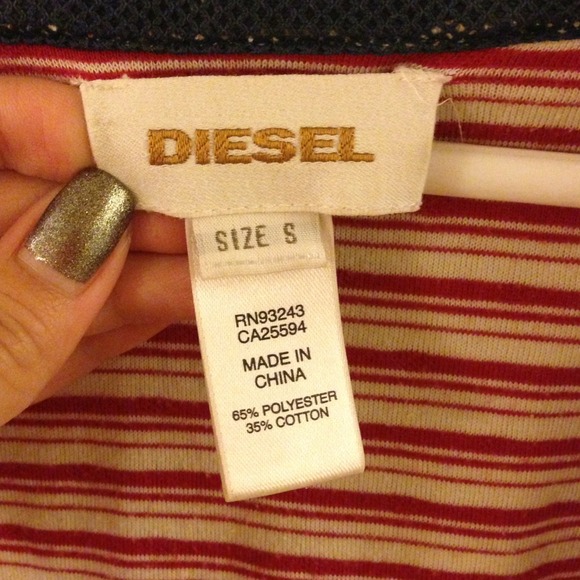 DIESEL
SIZE S
RN93243
CA25594
MADE IN
CHINA
65% POLYESTER
35% COTTON